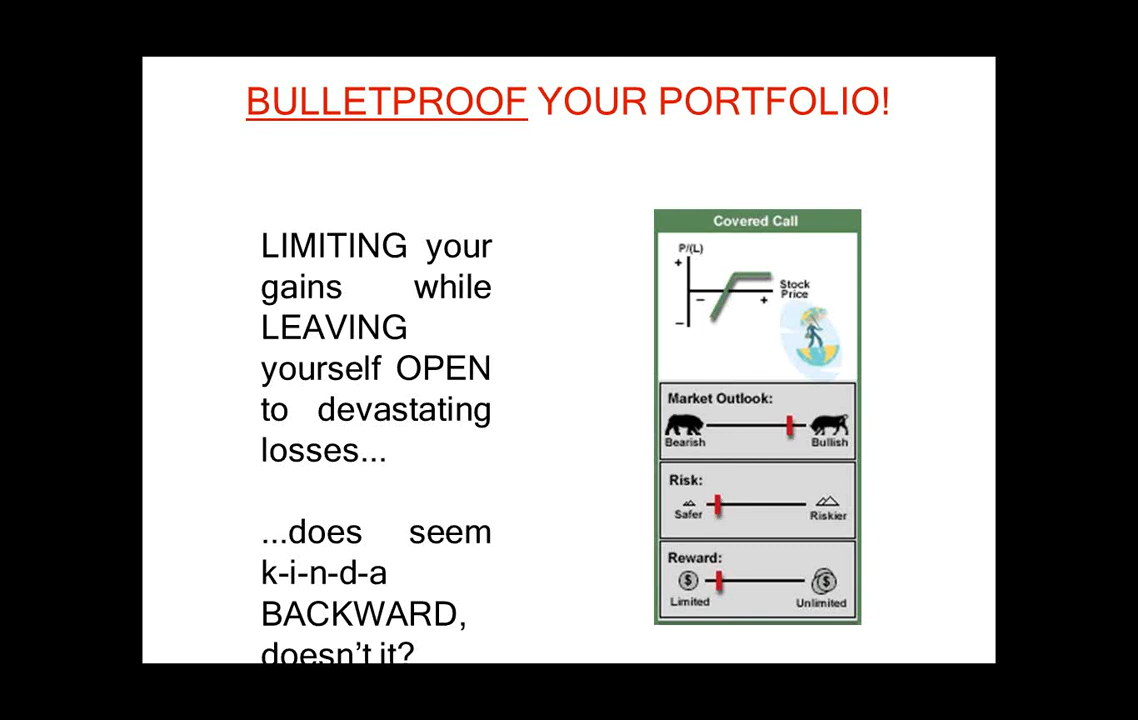 BULLETPROOF YOUR PORTFOLIO!
LIMITING your
gains while
LEAVING
yourself OPEN
to devastating
losses...
...does seem
k-i-n-d-a
BACKWARD,
doesn't it?
Covered Call
P/(L)
+
Stock
Price
− +
−
Market Outlook:
Bearish Bullish
Risk:
Safer Riskier
Reward:
$ $
Limited Unlimited